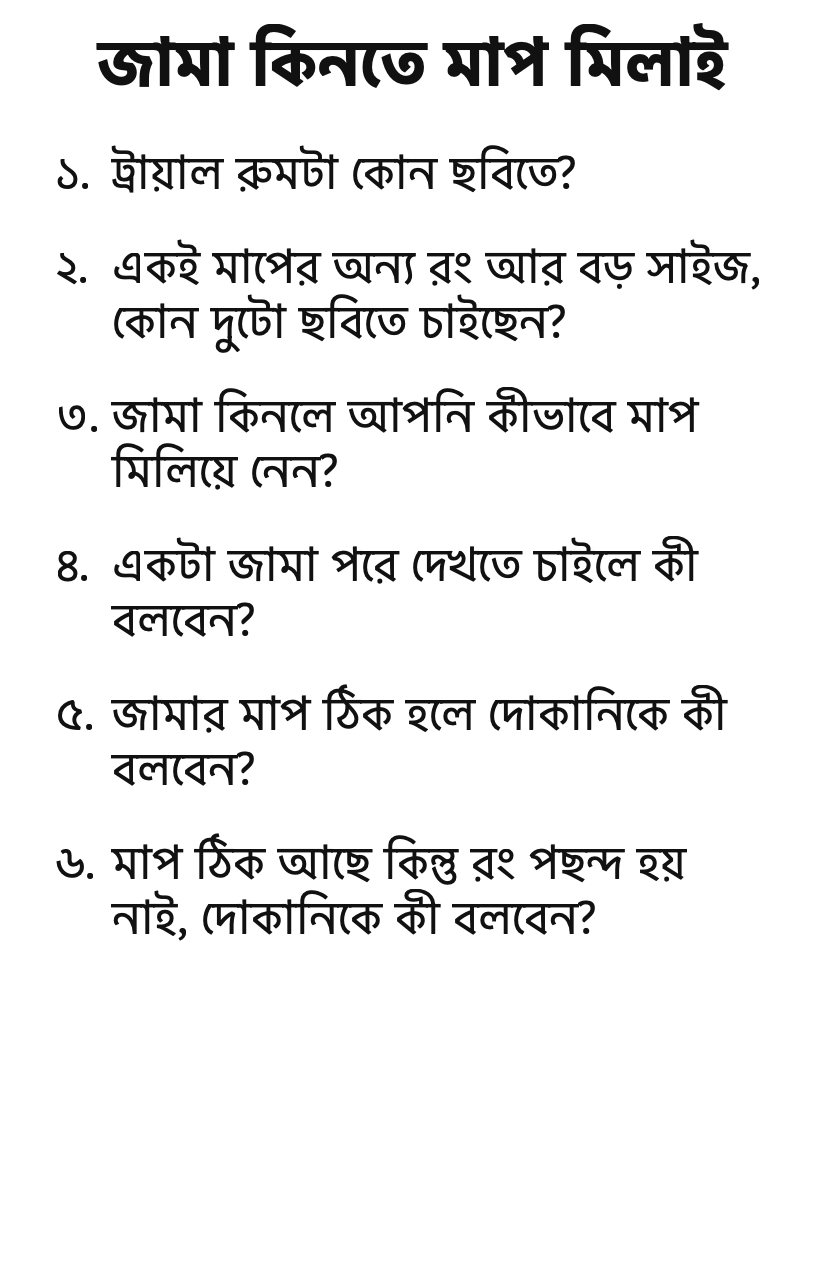 জামা কিনতে মাপ মিলাই
১. ট্রায়াল রুমটা কোন ছবিতে?
২. একই মাপের অন্য রং আর বড় সাইজ,
কোন দুটো ছবিতে চাইছেন?
৩. জামা কিনলে আপনি কীভাবে মাপ
মিলিয়ে নেন?
৪. একটা জামা পরে দেখতে চাইলে কী
বলবেন?
৫. জামার মাপ ঠিক হলে দোকানিকে কী
বলবেন?
৬. মাপ ঠিক আছে কিন্তু রং পছন্দ হয়
নাই, দোকানিকে কী বলবেন?